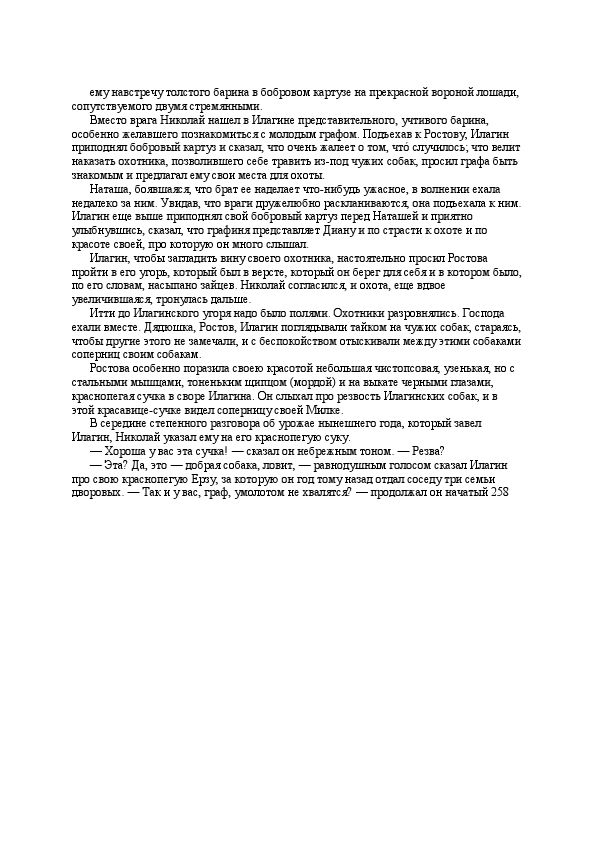 ему навстречу толстого барина в бобровом картузе на прекрасной вороной лошади,
сопутствуемого двумя стремянными.
Вместо врага Николай нашел в Илагине представительного, учтивого барина,
особенно желавшего познакомиться с молодым графом. Подъехав к Ростову, Илагин
приподнял бобровый картуз и сказал, что очень жалеет о том, что́ случилось; что велит
наказать охотника, позволившего себе травить из-под чужих собак, просит графа быть
знакомым и предлагал ему свои места для охоты.
Наташа, боявшаяся, что брат ее наделает что-нибудь ужасное, в волнении ехала
недалеко за ним. Увидав, что враги дружелюбно раскланиваются, она подъехала к ним.
Илагин еще выше приподнял свой бобровый картуз перед Наташей и приятно
улыбнувшись, сказал, что графиня представляет Диану и по страсти к охоте и по
красоте своей, про которую он много слышал.
Илагин, чтобы загладить вину своего охотника, настоятельно просил Ростова
пройти в его угорь, который был в версте, который он берег для себя и в котором было,
по его словам, насыпано зайцев. Николай согласился, и охота, еще вдвое
увеличившаяся, тронулась дальше.
Итти до Илагинского угоря надо было полями. Охотники разровнялись. Господа
ехали вместе. Дядюшка, Ростов, Илагин поглядывали тайком на чужих собак, стараясь,
чтобы другие этого не замечали, и с беспокойством отыскивали между этими собаками
соперниц своим собакам.
Ростова особенно поразила своею красотой небольшая чистопсовая, узенькая, но с
стальными мышцами, тоненьким щипцом (мордой) и на выкате черными глазами,
краснопегая сучка в своре Илагина. Он слыхал про резвость Илагинских собак, и в
этой красавице-сучке видел соперницу своей Милке.
В середине степенного разговора об урожае нынешнего года, который завел
Илагин, Николай указал ему на его краснопегую суку.
— Хороша у вас эта сучка! — сказал он небрежным тоном. — Резва?
— Эта? Да, это — добрая собака, ловит, — равнодушным голосом сказал Илагин
про свою краснопегую Ерзу, за которую он год тому назад отдал соседу три семьи
дворовых. — Так и у вас, граф, умолотом не хвалятся? — продолжал он начатый 258